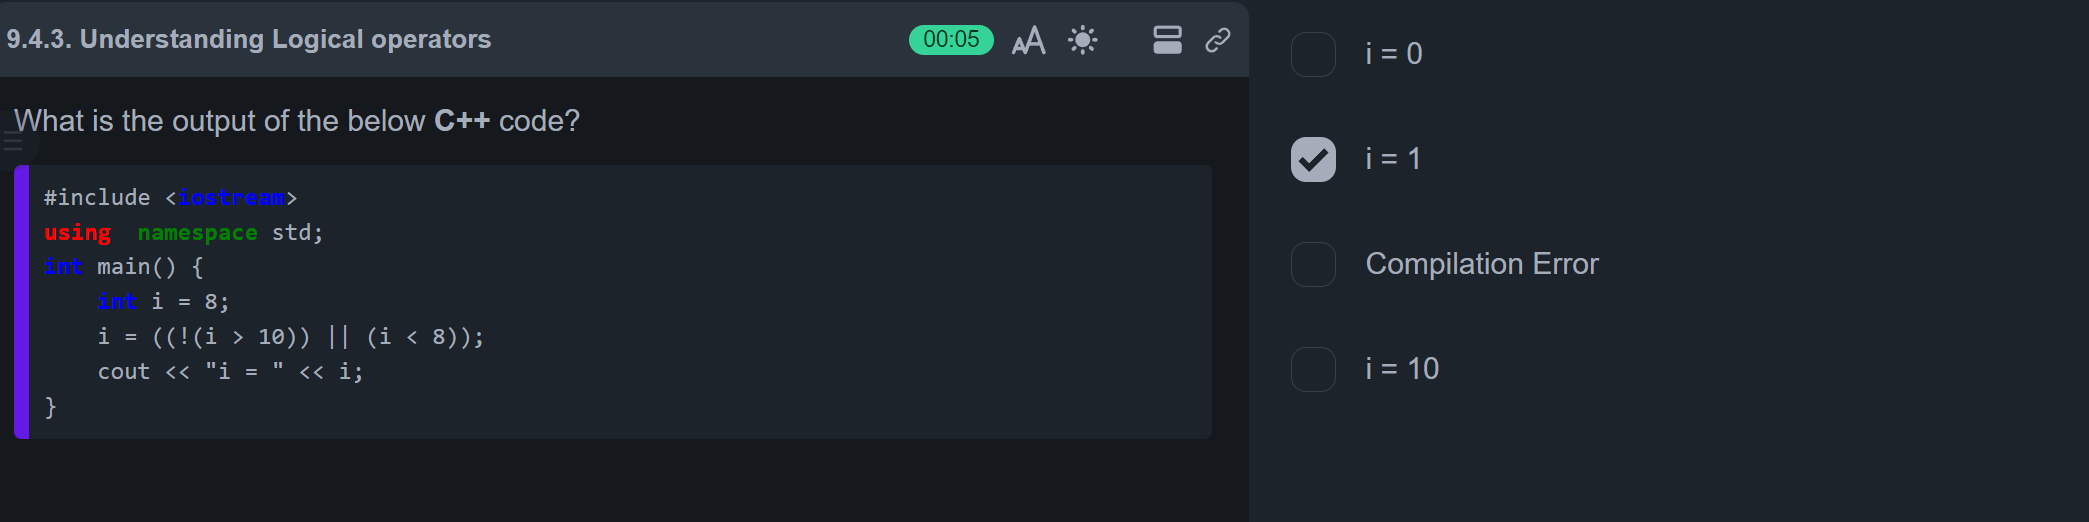 9.4.3. Understanding Logical operators
00:05
AA
What is the output of the below C++ code?
#include <iostream>
using  namespace std;
int main() {
    int i = 8;
    i = ((!(i > 10)) || (i < 8));
    cout << "i = " << i;
}
i = 0
i = 1
Compilation Error
i = 10